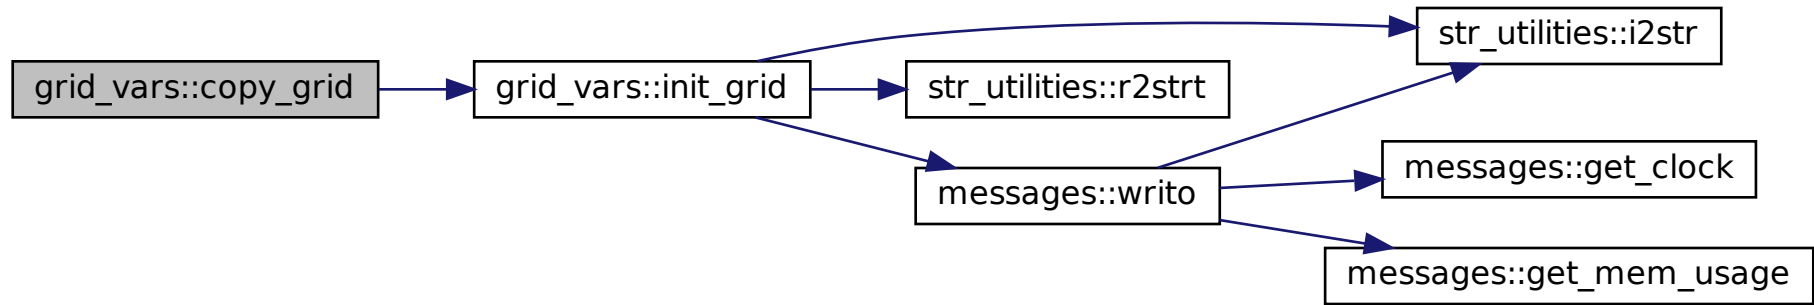 grid_vars::copy_grid
grid_vars::init_grid
str_utilities::i2str
str_utilities::r2strt
messages::writo
messages::get_clock
messages::get_mem_usage